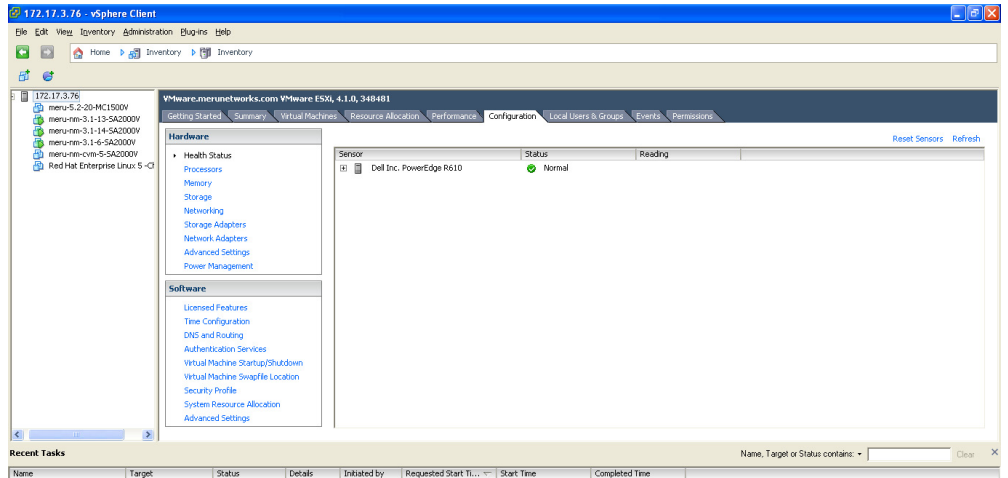 172.17.3.76 - vSphere Client
File Edit View Inventory Administration Plug-ins Help
Home Inventory Inventory
172.17.3.76
meru-5.2-20-MC1500V
meru-nm-3.1-13-SA2000V
meru-nm-3.1-14-SA2000V
meru-nm-3.1-6-SA2000V
meru-nm-cvm-5-SA2000V
Red Hat Enterprise Linux 5 -Cl
VMware.merunetworks.com VMware ESXi, 4.1.0, 348481
Getting Started Summary Virtual Machines Resource Allocation Performance Configuration Local Users & Groups Events Permissions
Hardware
Health Status
Processors
Memory
Storage
Networking
Storage Adapters
Network Adapters
Advanced Settings
Power Management
Software
Licensed Features
Time Configuration
DNS and Routing
Authentication Services
Virtual Machine Startup/Shutdown
Virtual Machine Swapfile Location
Security Profile
System Resource Allocation
Advanced Settings
Reset Sensors Refresh
Sensor Status Reading
Dell Inc. PowerEdge R610 Normal
Recent Tasks
Name, Target or Status contains: Clear
Name Target Status Details Initiated by Requested Start Ti... Start Time Completed Time